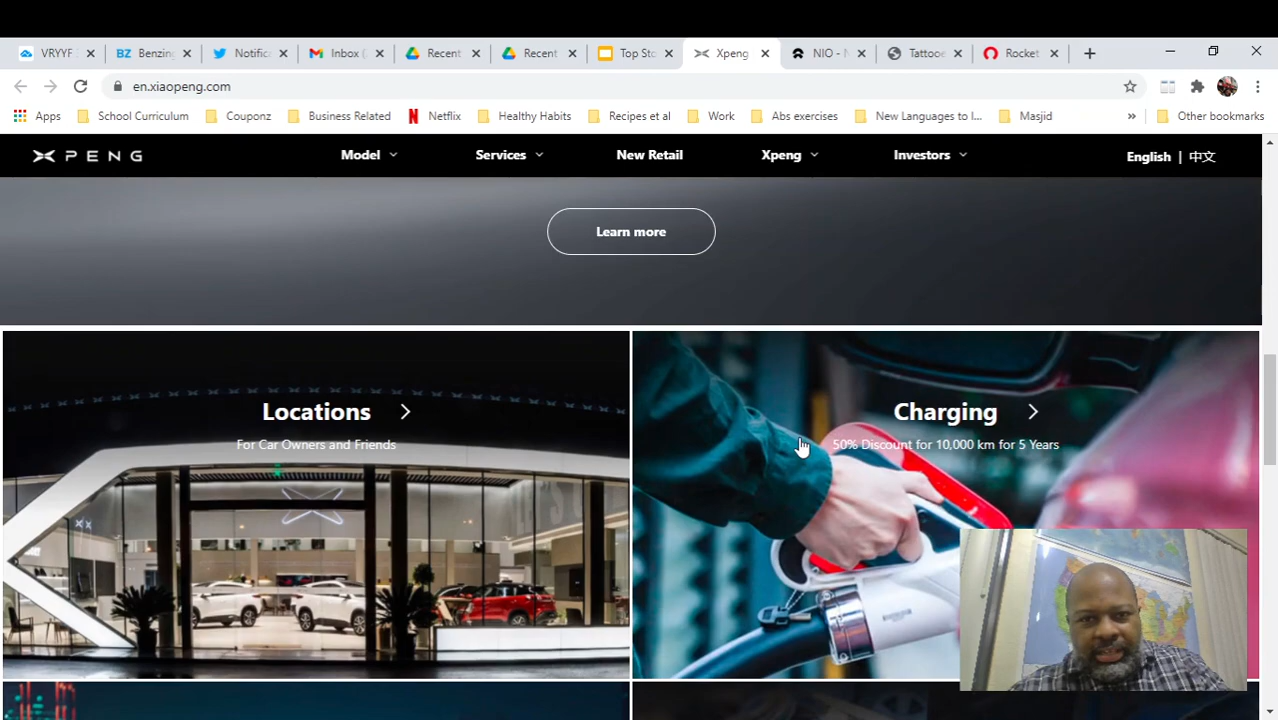 VRYYF
Benzin
Notific
Inbox (
Recent
Recent
Top Sto
Xpeng
NIO - N
Tattooe
Rocket
en.xiaopeng.com
Apps
School Curriculum
Couponz
Business Related
Netflix
Healthy Habits
Recipes et al
Work
Abs exercises
New Languages to l...
Masjid
»
Other bookmarks
XPENG
Model
Services
New Retail
Xpeng
Investors
English | 中文
Learn more
Locations
For Car Owners and Friends
Charging
50% Discount for 10,000 km for 5 Years